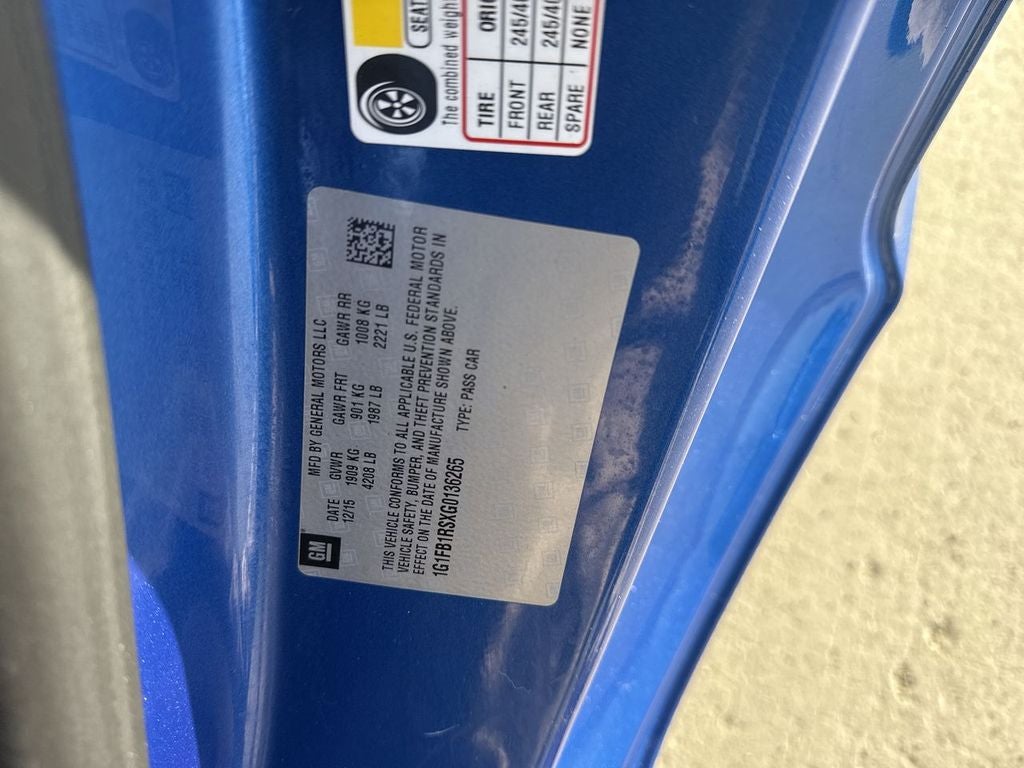 GM
MFD BY GENERAL MOTORS LLC
DATE GVWR GAWR FRT GAWR RR
12/15 1909 KG 901 KG 1008 KG
4208 LB 1987 LB 2221 LB
THIS VEHICLE CONFORMS TO ALL APPLICABLE U.S. FEDERAL MOTOR
VEHICLE SAFETY, BUMPER, AND THEFT PREVENTION STANDARDS IN
EFFECT ON THE DATE OF MANUFACTURE SHOWN ABOVE.
1G1FB1RSXG0136265 TYPE: PASS CAR
SEAT
The combined weight
TIRE
FRONT 245/4
REAR 245/4
SPARE NONE